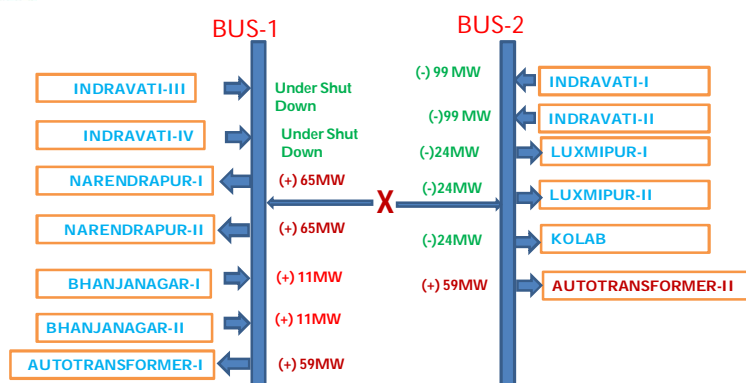 BUS-1
BUS-2
INDRAVATI-III
Under Shut
Down
(-) 99 MW
INDRAVATI-I
INDRAVATI-IV
Under Shut
Down
(-)99 MW
INDRAVATI-II
NARENDRAPUR-I
(+) 65MW
(-)24MW
LUXMIPUR-I
X
(-)24MW
LUXMIPUR-II
NARENDRAPUR-II
(+) 65MW
(-)24MW
KOLAB
BHANJANAGAR-I
(+) 11MW
(+) 59MW
AUTOTRANSFORMER-II
BHANJANAGAR-II
(+) 11MW
AUTOTRANSFORMER-I
(+) 59MW